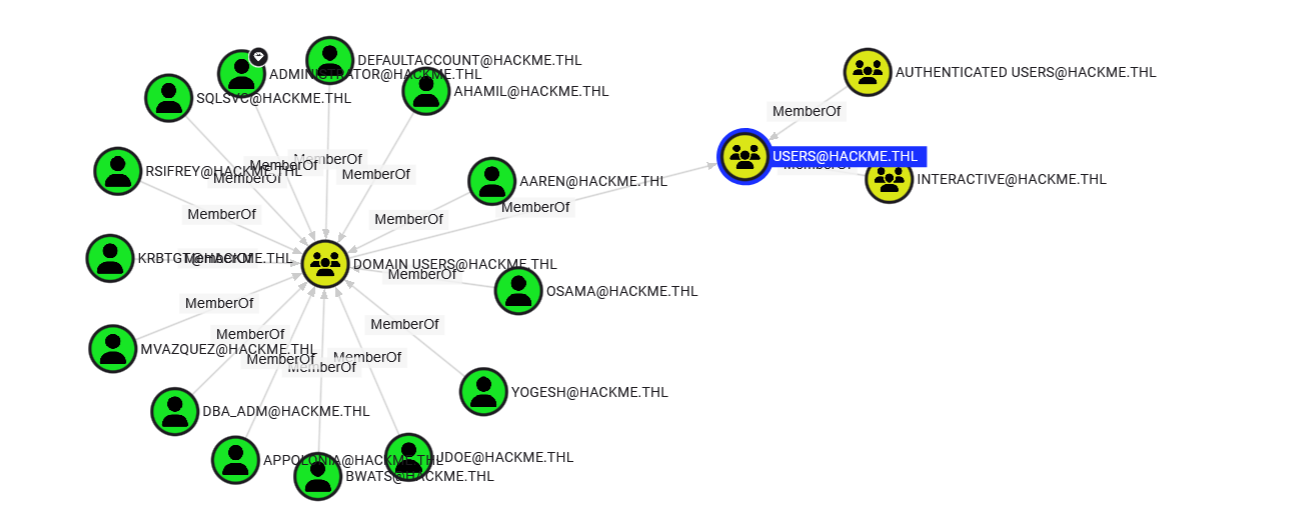 DEFAULTACCOUNT@HACKME.THL
ADMINISTRATOR@HACKME.THL
AUTHENTICATED USERS@HACKME.THL
AHAMIL@HACKME.THL
SQLSVC@HACKME.THL
MemberOf
USERS@HACKME.THL
MemberOf
MemberOf
MemberOf
RSIFREY@HACKME.THL
MemberOf
MemberOf
INTERACTIVE@HACKME.THL
AAREN@HACKME.THL
MemberOf
MemberOf
MemberOf
KRBTGT@HACKME.THL
MemberOf
DOMAIN USERS@HACKME.THL
MemberOf
OSAMA@HACKME.THL
MemberOf
MemberOf
MemberOf
MVAZQUEZ@HACKME.THL
MemberOf
MemberOf
MemberOf
YOGESH@HACKME.THL
DBA_ADM@HACKME.THL
JDOE@HACKME.THL
APPOLONIA@HACKME.THL
BWATS@HACKME.THL